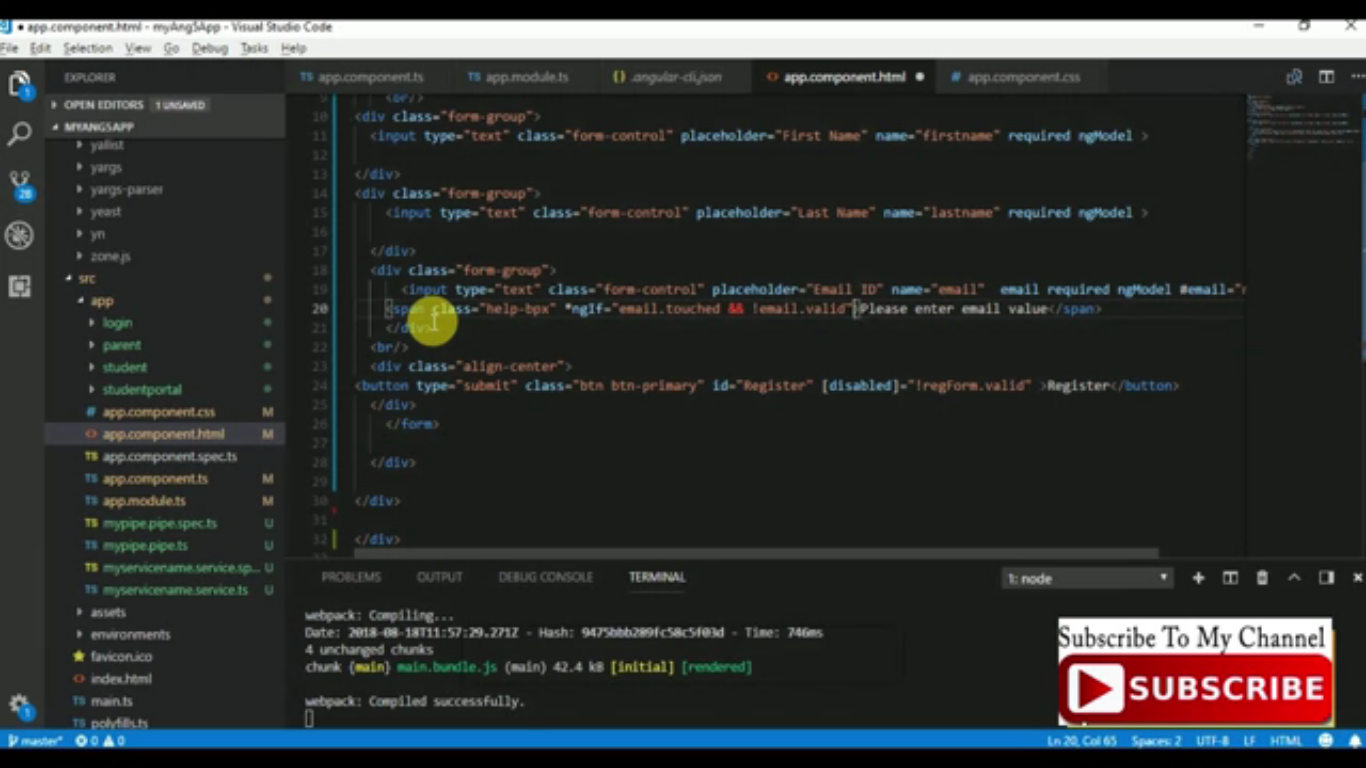 app.component.html - myAng5App - Visual Studio Code
File Edit Selection View Go Debug Tasks Help
EXPLORER
OPEN EDITORS 1 UNSAVED
MYANG5APP
yallist
yargs
yargs-parser
yeast
yn
zone.js
src
app
login
parent
student
studentportal
app.component.css M
app.component.html M
app.component.spec.ts
app.component.ts M
app.module.ts M
mypipe.pipe.spec.ts U
mypipe.pipe.ts U
myservicename.service.sp... U
myservicename.service.ts U
assets
environments
favicon.ico
index.html
main.ts
polyfills.ts
TS app.component.ts TS app.module.ts {} .angular-cli.json <> app.component.html # app.component.css
9 <br/>
10 <div class="form-group">
11 <input type="text" class="form-control" placeholder="First Name" name="firstname" required ngModel >
12
13 </div>
14 <div class="form-group">
15 <input type="text" class="form-control" placeholder="Last Name" name="lastname" required ngModel >
16
17 </div>
18 <div class="form-group">
19 <input type="text" class="form-control" placeholder="Email ID" name="email" email required ngModel #email="n
20 <span class="help-bpx" *ngIf="email.touched && !email.valid">Please enter email value</span>
21 </div>
22 <br/>
23 <div class="align-center">
24 <button type="submit" class="btn btn-primary" id="Register" [disabled]="!regForm.valid" >Register</button>
25 </div>
26 </form>
27
28 </div>
29
30 </div>
31
32 </div>
PROBLEMS OUTPUT DEBUG CONSOLE TERMINAL 1: node
webpack: Compiling...
Date: 2018-08-18T11:57:29.271Z - Hash: 9475bbb289fc58c5f03d - Time: 746ms
4 unchanged chunks
chunk {main} main.bundle.js (main) 42.4 kB [initial] [rendered]
webpack: Compiled successfully.
Subscribe To My Channel
SUBSCRIBE
master* 0 0 Ln 20, Col 65 Spaces: 2 UTF-8 LF HTML